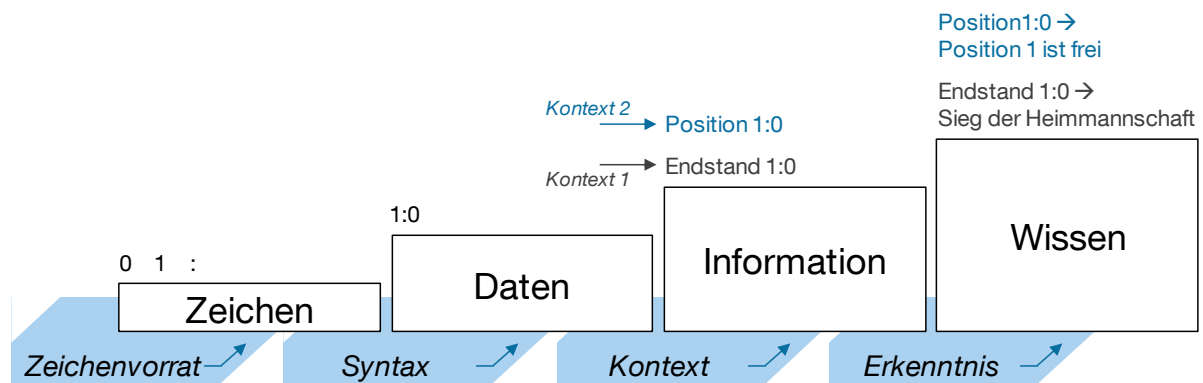 Position1:0 →
Position 1 ist frei
Endstand 1:0 →
Sieg der Heimmannschaft
Kontext 2
Position 1:0
Kontext 1
Endstand 1:0
1:0
0 1 :
Zeichen
Daten
Information
Wissen
Zeichenvorrat
Syntax
Kontext
Erkenntnis